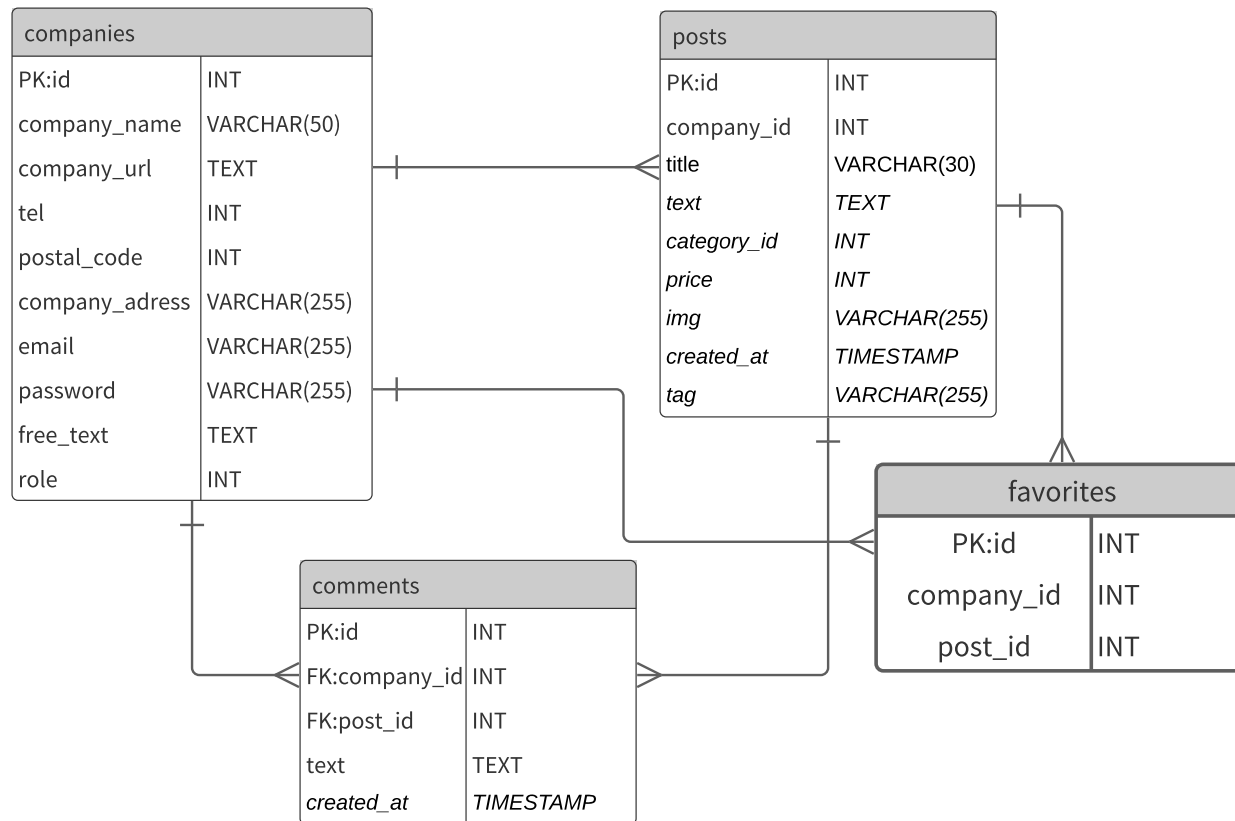 companies
PK:id INT
company_name VARCHAR(50)
company_url TEXT
tel INT
postal_code INT
company_adress VARCHAR(255)
email VARCHAR(255)
password VARCHAR(255)
free_text TEXT
role INT
posts
PK:id INT
company_id INT
title VARCHAR(30)
text TEXT
category_id INT
price INT
img VARCHAR(255)
created_at TIMESTAMP
tag VARCHAR(255)
favorites
PK:id INT
company_id INT
post_id INT
comments
PK:id INT
FK:company_id INT
FK:post_id INT
text TEXT
created_at TIMESTAMP